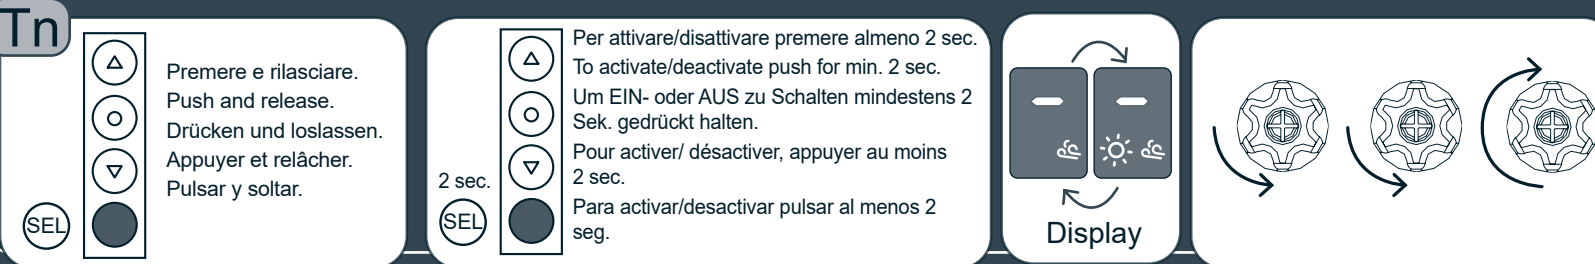 Tn
Premere e rilasciare.
Push and release.
Drücken und loslassen.
Appuyer et relâcher.
Pulsar y soltar.
SEL
Per attivare/disattivare premere almeno 2 sec.
To activate/deactivate push for min. 2 sec.
Um EIN- oder AUS zu Schalten mindestens 2
Sek. gedrückt halten.
Pour activer/ désactiver, appuyer au moins
2 sec.
Para activar/desactivar pulsar al menos 2
seg.
2 sec.
SEL
Display